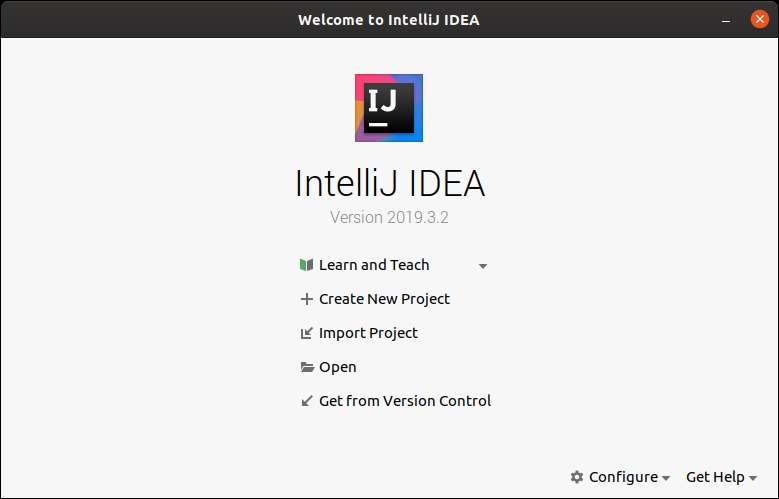 Welcome to IntelliJ IDEA
IJ
IntelliJ IDEA
Version 2019.3.2
Learn and Teach
Create New Project
Import Project
Open
Get from Version Control
Configure Get Help